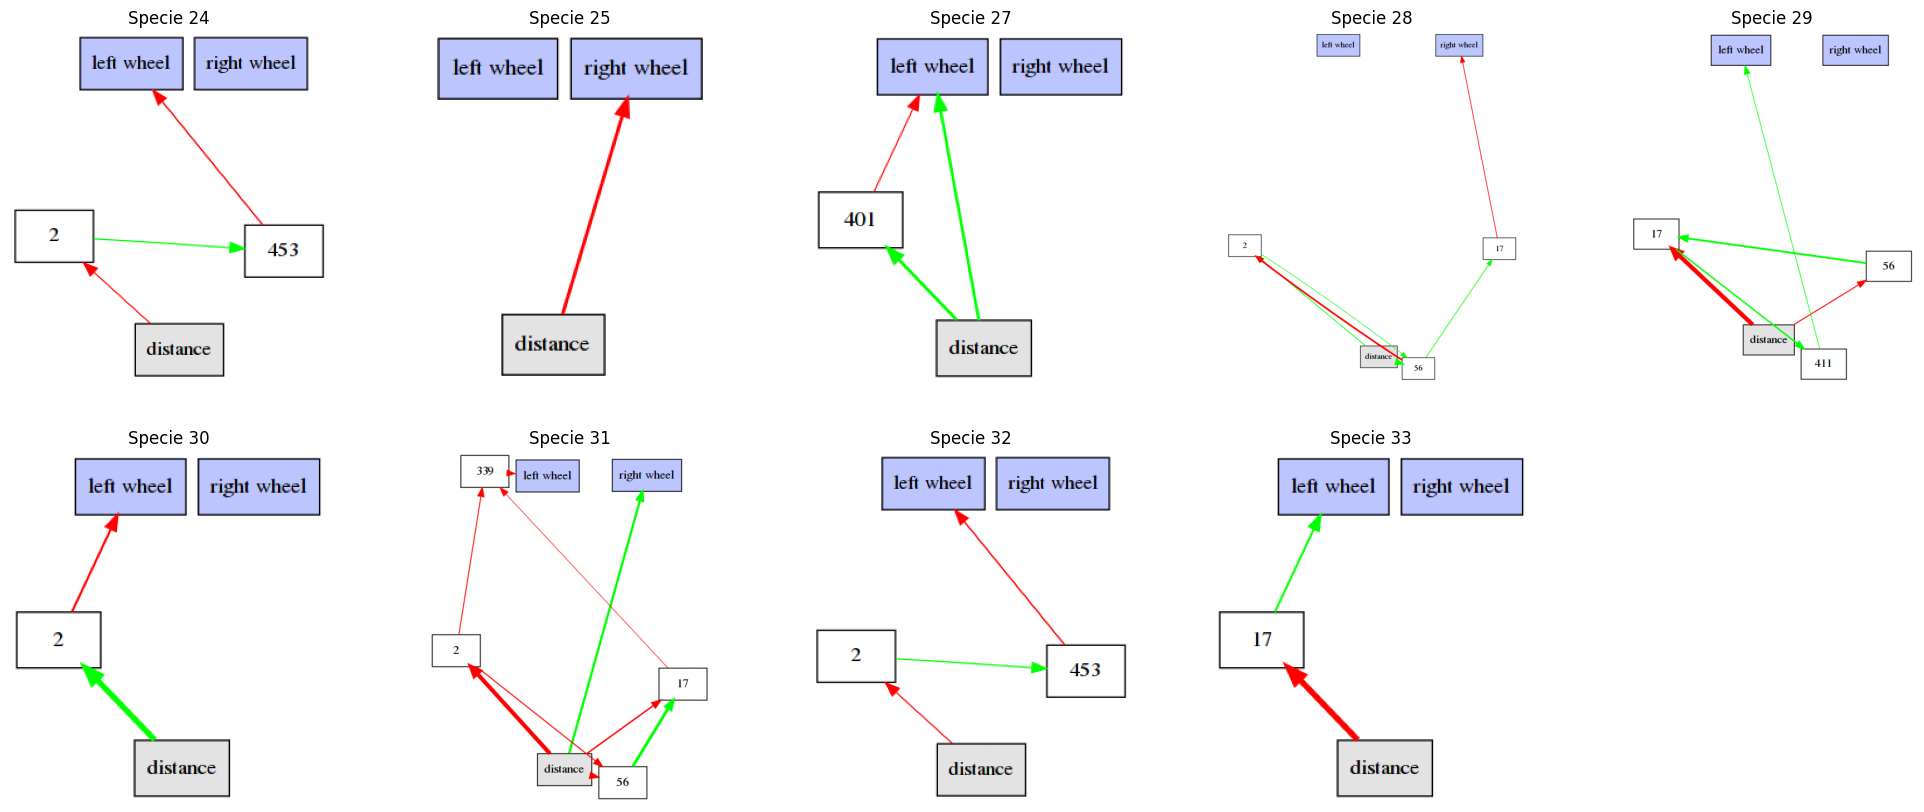 Specie 24
left wheel right wheel
2
453
distance
Specie 25
left wheel right wheel
distance
Specie 27
left wheel right wheel
401
distance
Specie 28
left wheel right wheel
2
17
distance
56
Specie 29
left wheel right wheel
17
56
distance
411
Specie 30
left wheel right wheel
2
distance
Specie 31
339 left wheel right wheel
2
17
distance
56
Specie 32
left wheel right wheel
2
453
distance
Specie 33
left wheel right wheel
17
distance